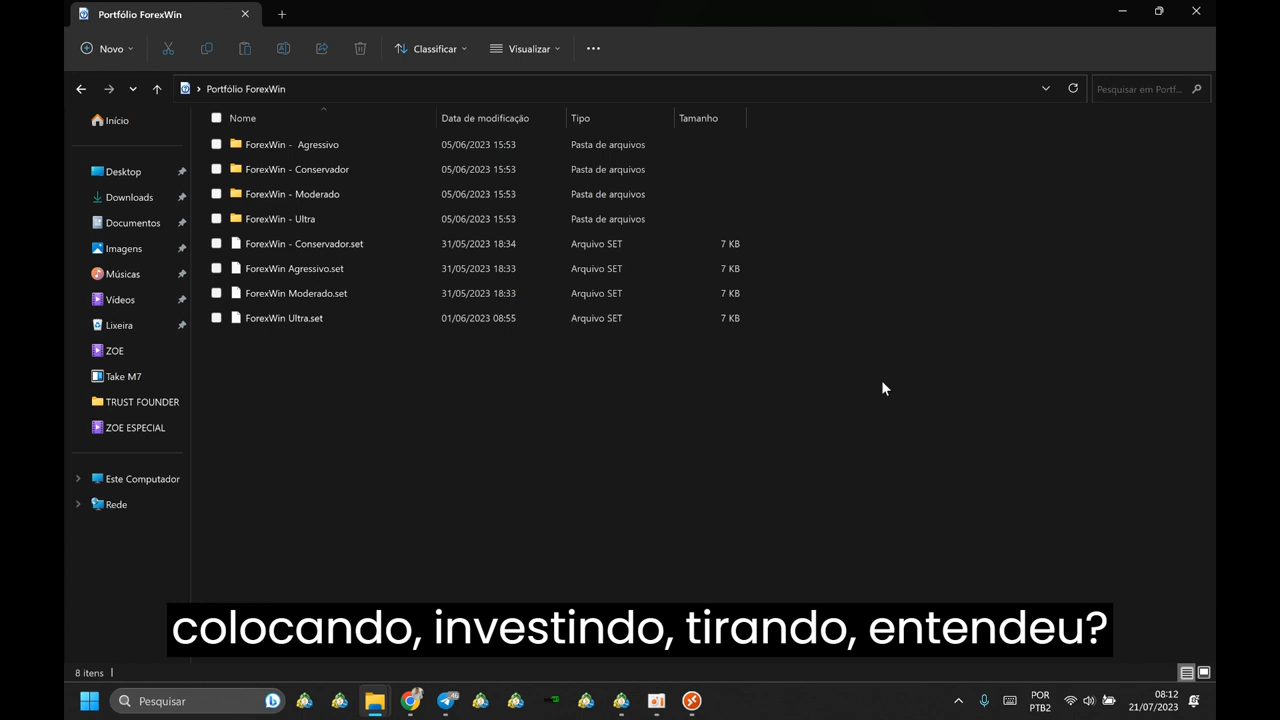 Portfólio ForexWin
Novo
Classificar
Visualizar
Portfólio ForexWin
Pesquisar em Portf...
Início
Desktop
Downloads
Documentos
Imagens
Músicas
Vídeos
Lixeira
ZOE
Take M7
TRUST FOUNDER
ZOE ESPECIAL
Este Computador
Rede
Nome Data de modificação Tipo Tamanho
ForexWin - Agressivo 05/06/2023 15:53 Pasta de arquivos
ForexWin - Conservador 05/06/2023 15:53 Pasta de arquivos
ForexWin - Moderado 05/06/2023 15:53 Pasta de arquivos
ForexWin - Ultra 05/06/2023 15:53 Pasta de arquivos
ForexWin - Conservador.set 31/05/2023 18:34 Arquivo SET 7 KB
ForexWin Agressivo.set 31/05/2023 18:33 Arquivo SET 7 KB
ForexWin Moderado.set 31/05/2023 18:33 Arquivo SET 7 KB
ForexWin Ultra.set 01/06/2023 08:55 Arquivo SET 7 KB
colocando, investindo, tirando, entendeu?
8 itens
Pesquisar
POR
PTB2
08:12
21/07/2023